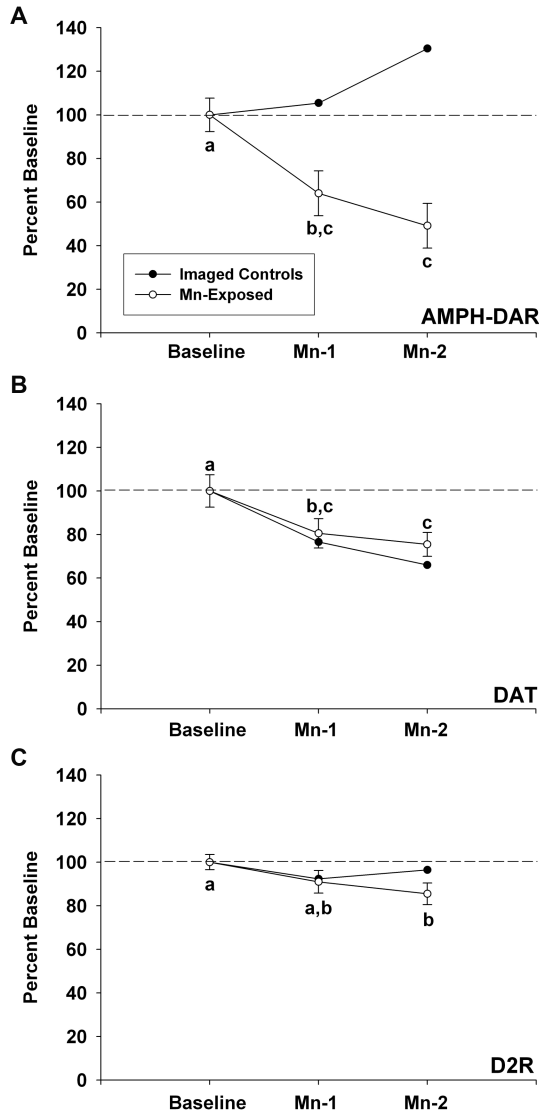 A
140
120
100
80
60
40
20
0
Percent Baseline
a
b,c
c
Imaged Controls
Mn-Exposed
AMPH-DAR
Baseline Mn-1 Mn-2
B
140
120
100
80
60
40
20
0
Percent Baseline
a
b,c
c
DAT
Baseline Mn-1 Mn-2
C
140
120
100
80
60
40
20
0
Percent Baseline
a
a,b
b
D2R
Baseline Mn-1 Mn-2